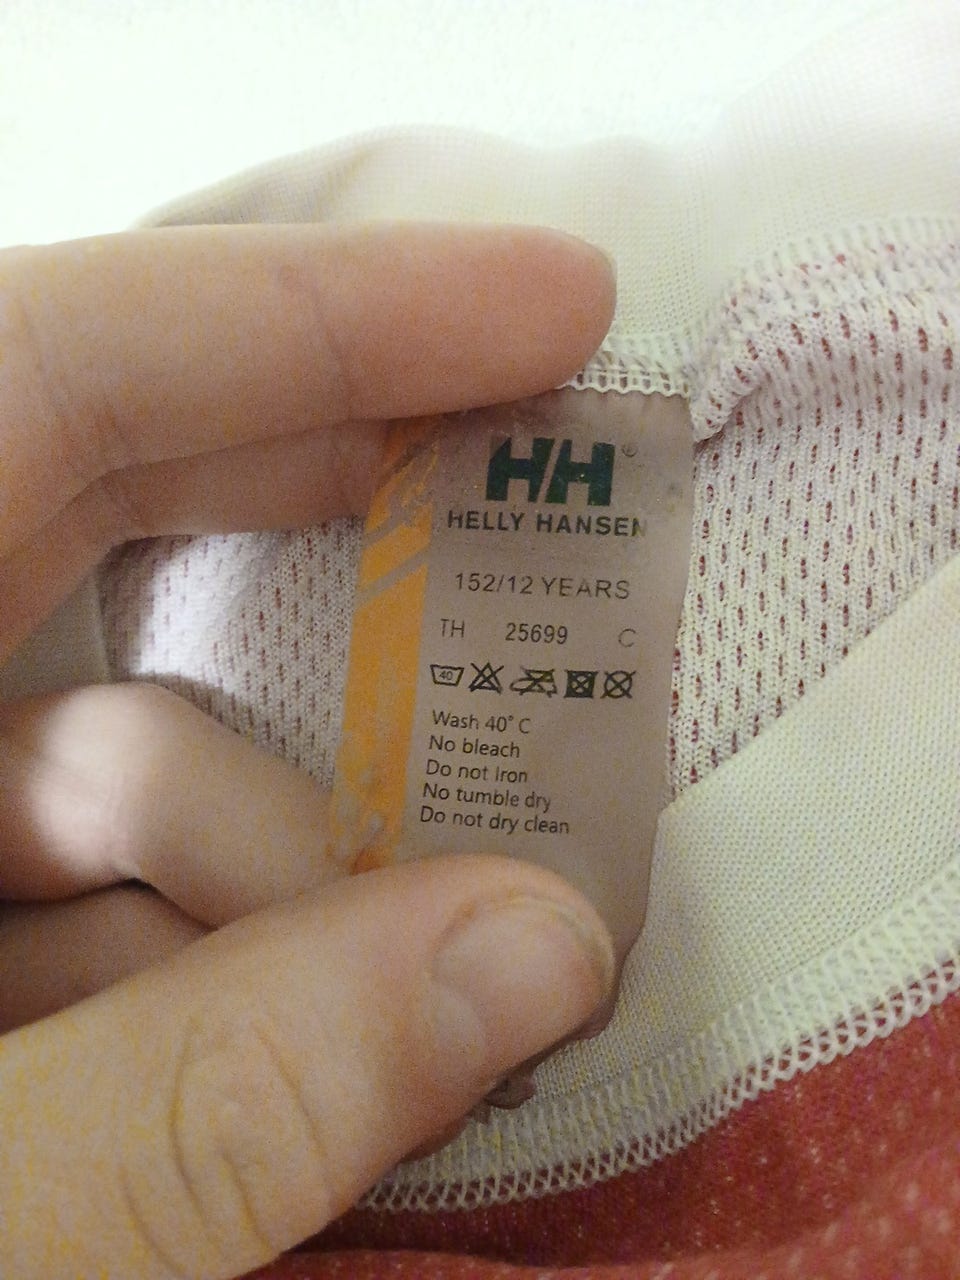 HH®
HELLY HANSEN
152/12 YEARS
TH 25699 C
40
Wash 40° C
No bleach
Do not Iron
No tumble dry
Do not dry clean